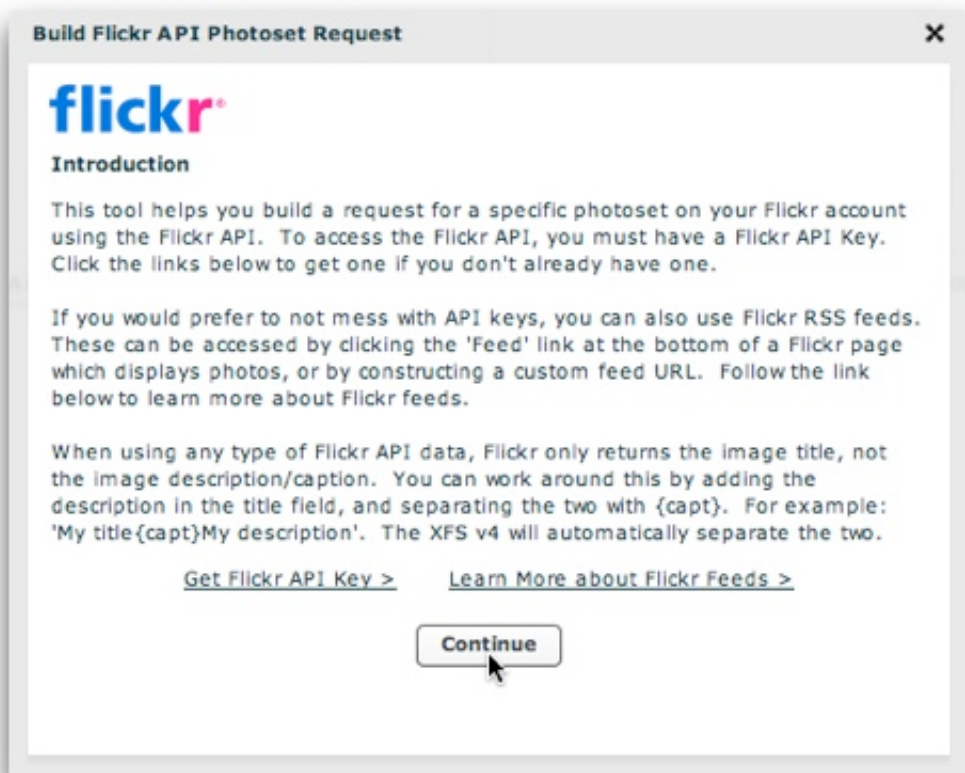 Build Flickr API Photoset Request
flickr
Introduction
This tool helps you build a request for a specific photoset on your Flickr account
using the Flickr API.  To access the Flickr API, you must have a Flickr API Key.
Click the links below to get one if you don't already have one.
If you would prefer to not mess with API keys, you can also use Flickr RSS feeds.
These can be accessed by clicking the 'Feed' link at the bottom of a Flickr page
which displays photos, or by constructing a custom feed URL.  Follow the link
below to learn more about Flickr feeds.
When using any type of Flickr API data, Flickr only returns the image title, not
the image description/caption.  You can work around this by adding the
description in the title field, and separating the two with {capt}.  For example:
'My title{capt}My description'.  The XFS v4 will automatically separate the two.
Get Flickr API Key >
Learn More about Flickr Feeds >
Continue